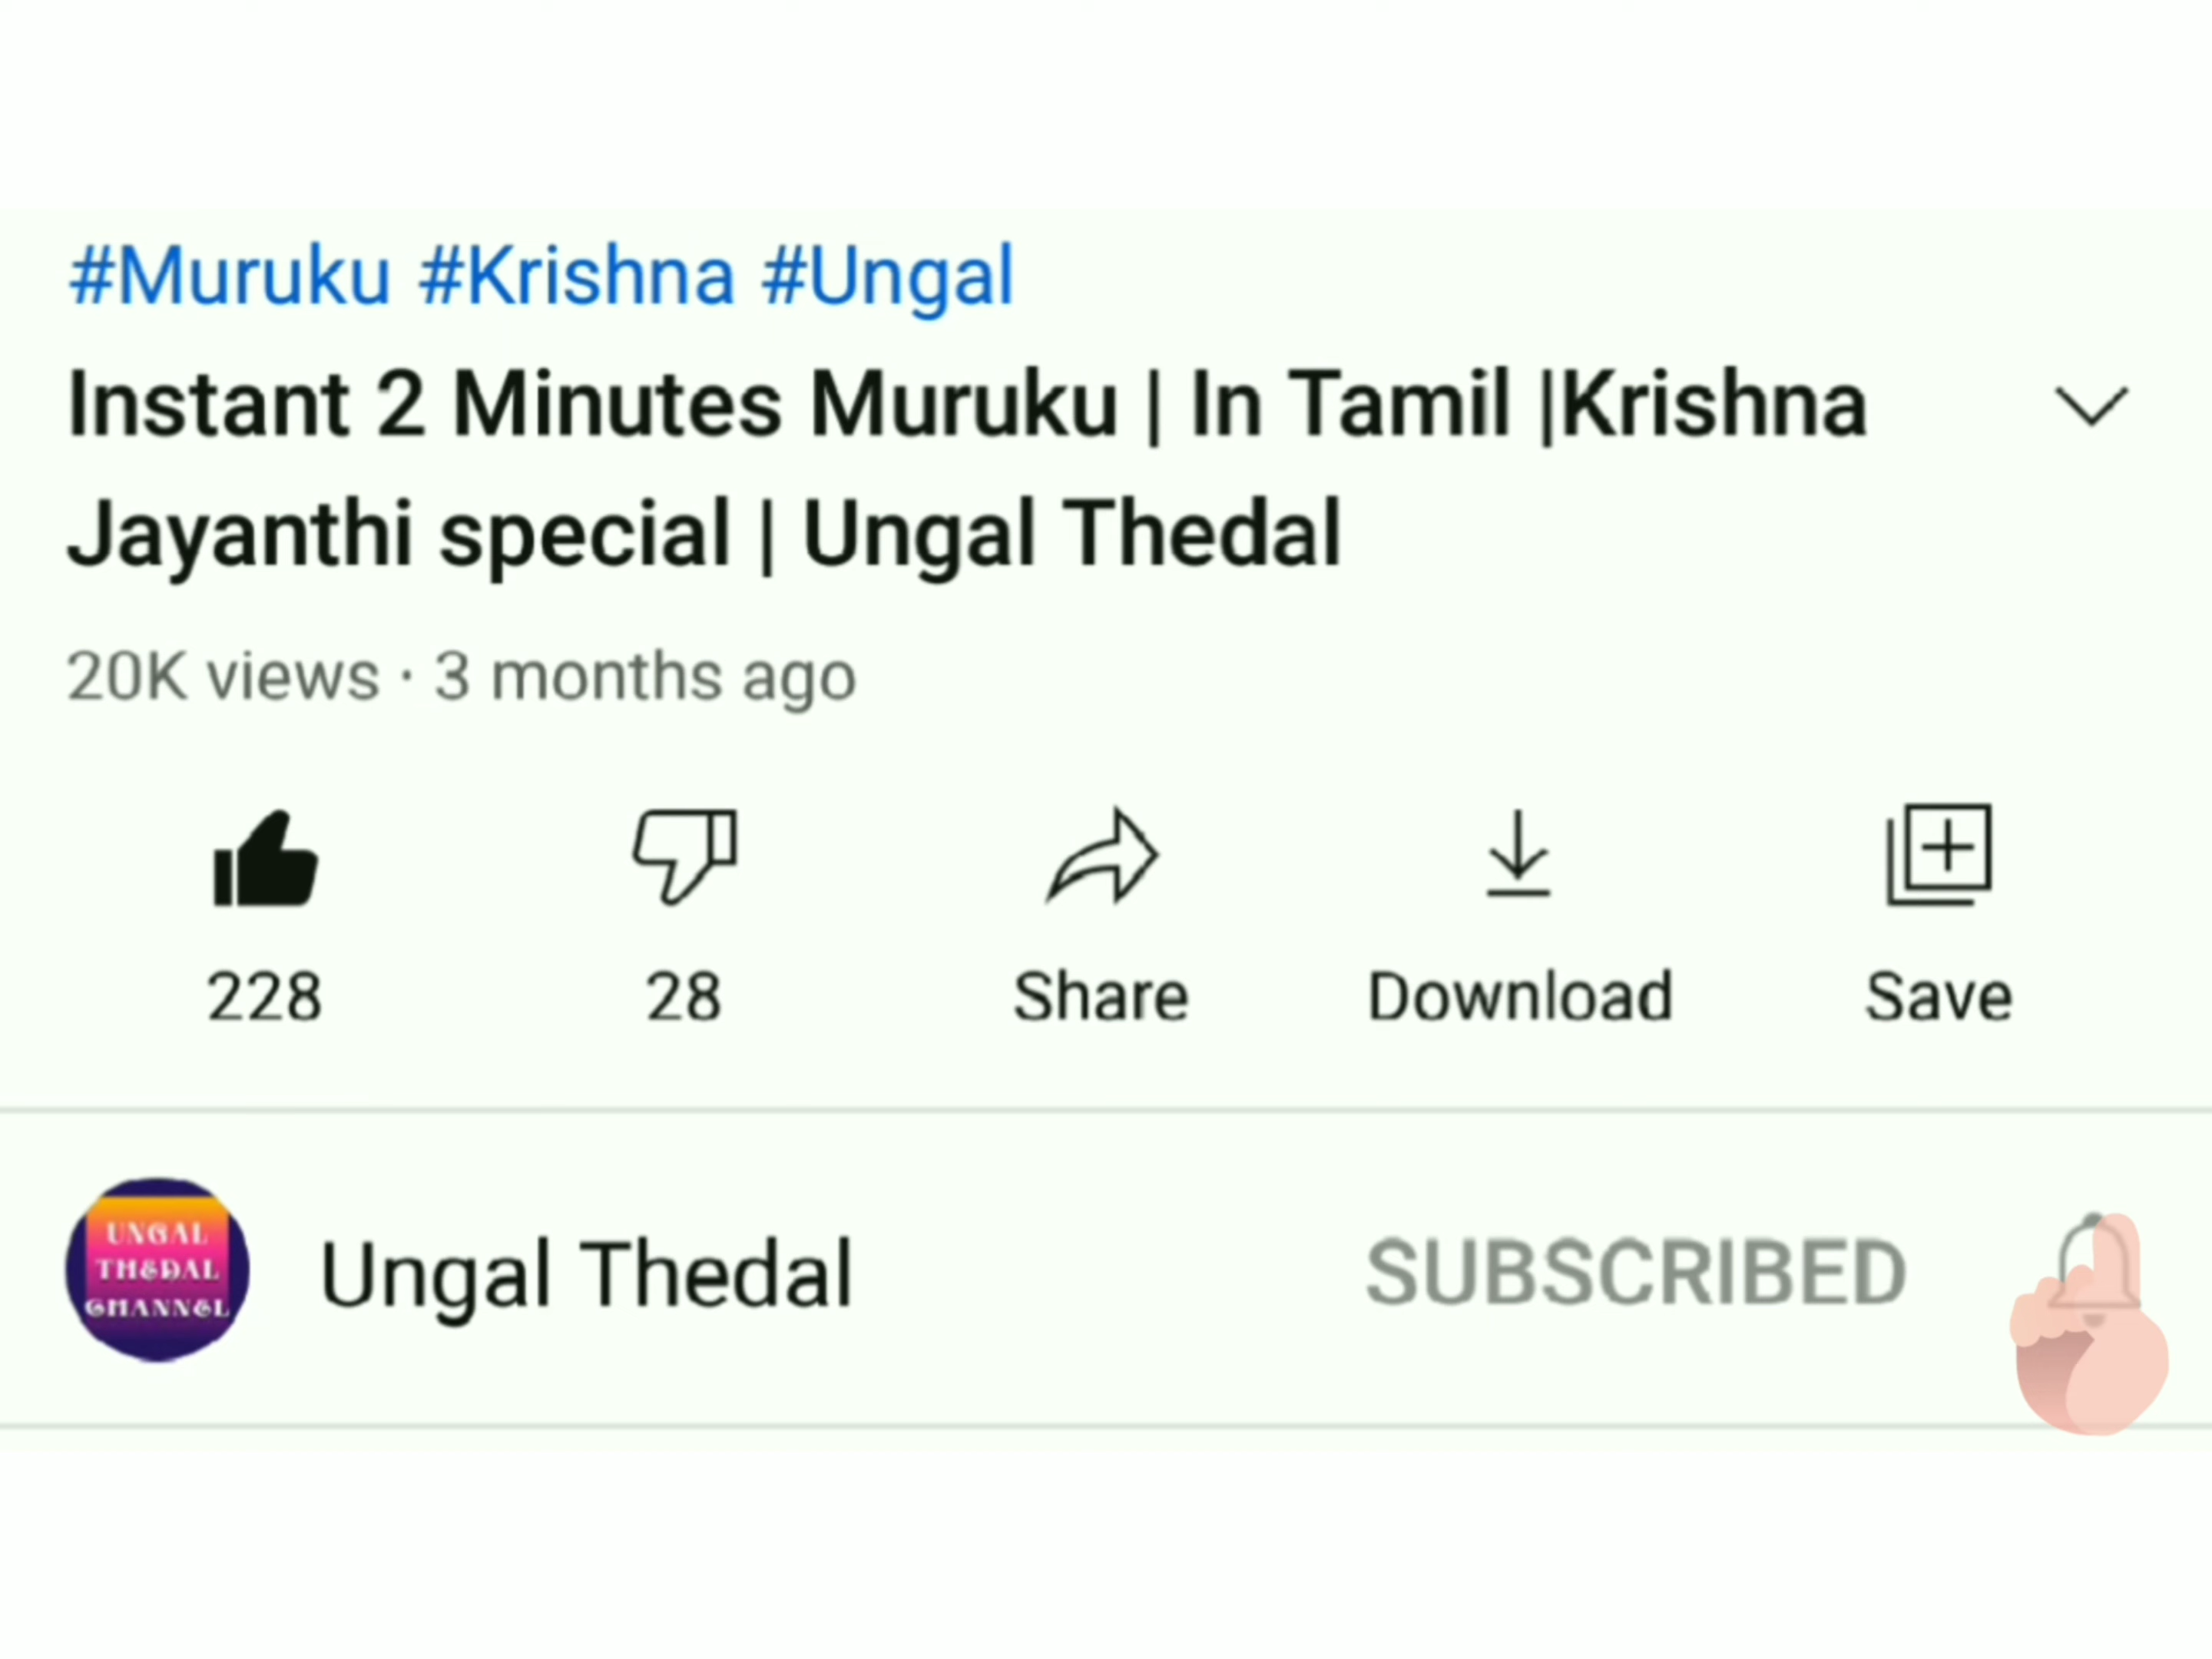 #Muruku #Krishna #Ungal
Instant 2 Minutes Muruku | In Tamil |Krishna
Jayanthi special | Ungal Thedal
20K views · 3 months ago
228 28 Share Download Save
UNGAL
THEDAL
CHANNEL
Ungal Thedal SUBSCRIBED